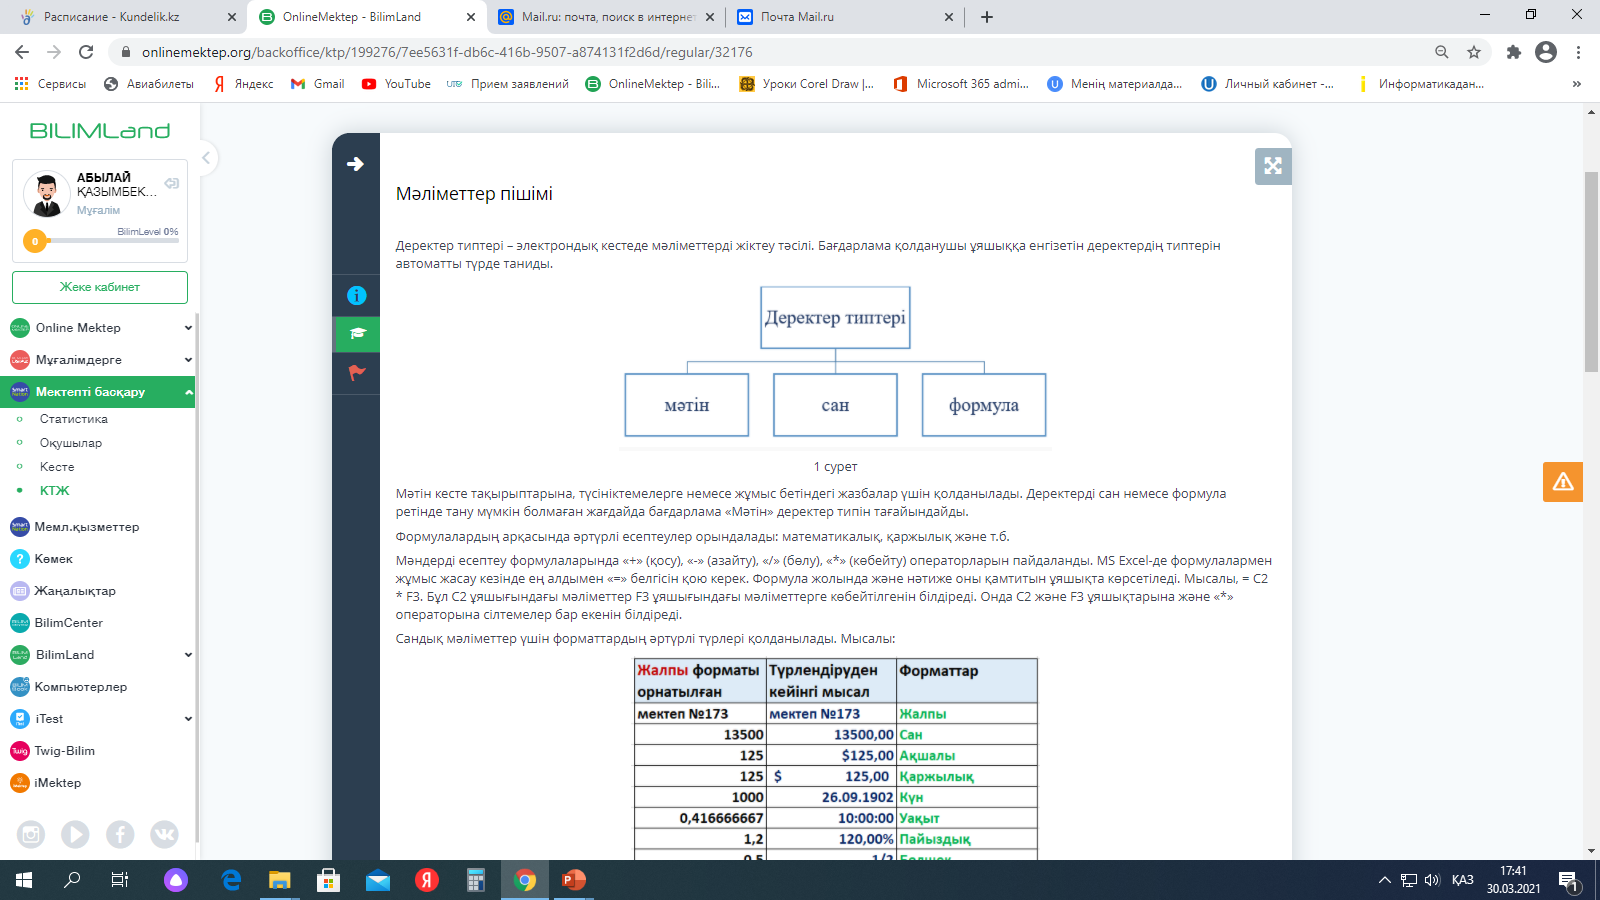 Расписание - Kundelik.kz
OnlineMektep - BilimLand
Mail.ru: почта, поиск в интернет
Почта Mail.ru
onlinemektep.org/backoffice/ktp/199276/7ee5631f-db6c-416b-9507-a874131f2d6d/regular/32176
Сервисы
Авиабилеты
Яндекс
Gmail
YouTube
Прием заявлений
OnlineMektep - Bili...
Уроки Corel Draw |...
Microsoft 365 admi...
Менің материалда...
Личный кабинет -...
Информатикадан...
BILIMLand
АБЫЛАЙ
ҚАЗЫМБЕК...
Мұғалім
BilimLevel 0%
0
Жеке кабинет
Online Mektep
Мұғалімдерге
Мектепті басқару
Статистика
Оқушылар
Кесте
КТЖ
Мемл.қызметтер
Көмек
Жаңалықтар
BilimCenter
BilimLand
Компьютерлер
iTest
Twig-Bilim
iMektep
Мәліметтер пішімі
Деректер типтері – электрондық кестеде мәліметтерді жіктеу тәсілі. Бағдарлама қолданушы ұяшыққа енгізетін деректердің типтерін
автоматты түрде таниды.
Деректер типтері
мәтін
сан
формула
1 сурет
Мәтін кесте тақырыптарына, түсініктемелерге немесе жұмыс бетіндегі жазбалар үшін қолданылады. Деректерді сан немесе формула
ретінде тану мүмкін болмаған жағдайда бағдарлама «Мәтін» деректер типін тағайындайды.
Формулалардың арқасында әртүрлі есептеулер орындалады: математикалық, қаржылық және т.б.
Мәндерді есептеу формулаларында «+» (қосу), «-» (азайту), «/» (бөлу), «*» (көбейту) операторларын пайдаланды. MS Excel-де формулалармен
жұмыс жасау кезінде ең алдымен «=» белгісін қою керек. Формула жолында және нәтиже оны қамтитын ұяшықта көрсетіледі. Мысалы, = C2
* F3. Бұл C2 ұяшығындағы мәліметтер F3 ұяшығындағы мәліметтерге көбейтілгенін білдіреді. Онда C2 және F3 ұяшықтарына және «*»
операторына сілтемелер бар екенін білдіреді.
Сандық мәліметтер үшін форматтардың әртүрлі түрлері қолданылады. Мысалы:
Жалпы форматы орнатылған
Түрлендіруден кейінгі мысал
Форматтар
мектеп №173 мектеп №173 Жалпы
13500 13500,00 Сан
125 $125,00 Ақшалы
125 $ 125,00 Қаржылық
1000 26.09.1902 Күн
0,416666667 10:00:00 Уақыт
1,2 120,00% Пайыздық
0,5 1/2 Бөлшек
ҚАЗ
17:41
30.03.2021
1